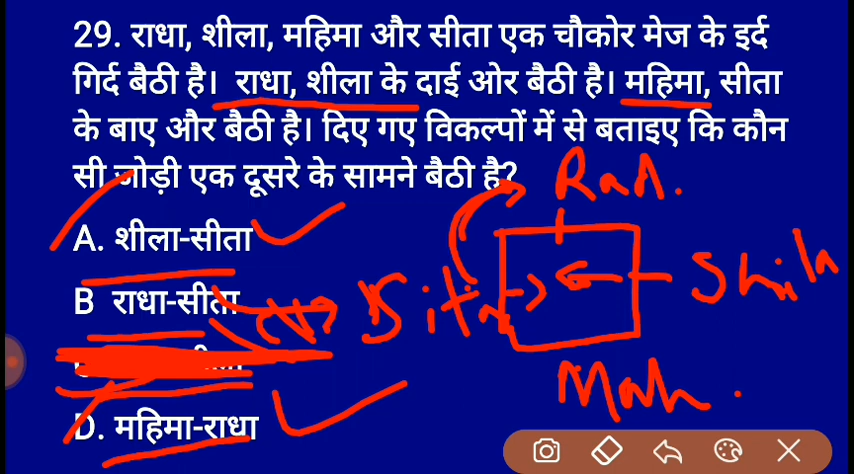 29. राधा, शीला, महिमा और सीता एक चौकोर मेज के इर्द
गिर्द बैठी है। राधा, शीला के दाई ओर बैठी है। महिमा, सीता
के बाए और बैठी है। दिए गए विकल्पों में से बताइए कि कौन
सी जोड़ी एक दूसरे के सामने बैठी है?
Rad.
A. शीला-सीता
Shila
B राधा-सीता
Sita
D. महिमा-राधा
Mah.